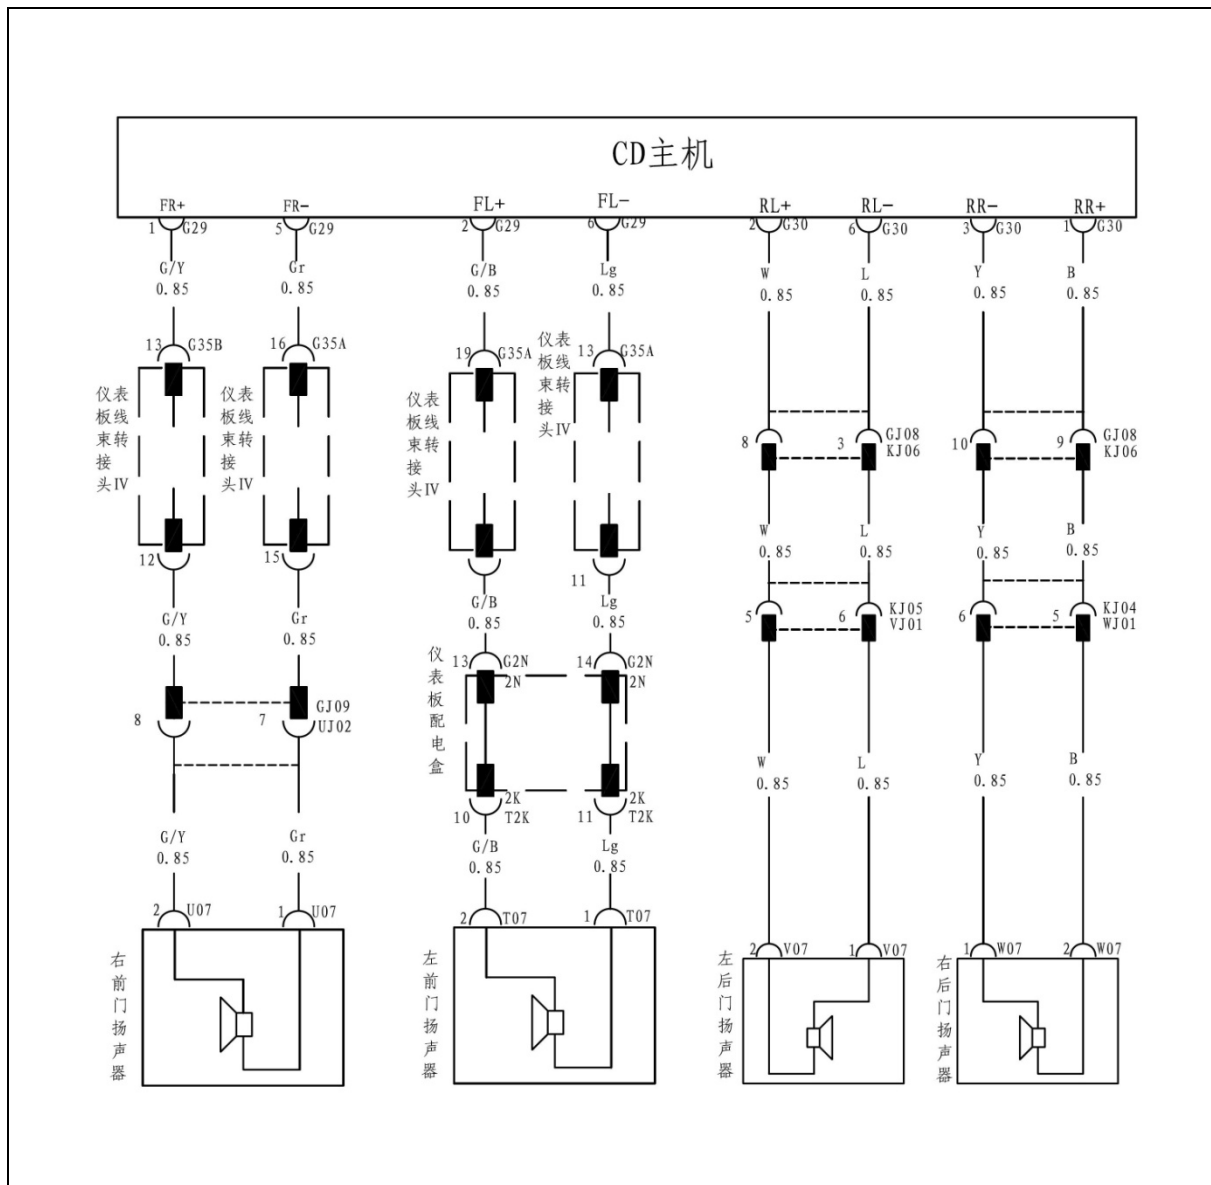 CD主机
FR+ FR- FL+ FL- RL+ RL- RR- RR+
1 G29 5 G29 2 G29 6 G29 2 G30 6 G30 3 G30 1 G30
G/Y Gr G/B Lg W L Y B
0.85 0.85 0.85 0.85 0.85 0.85 0.85 0.85
13 G35B 16 G35A 19 G35A 13 G35A
仪表
板线
束转
接
头IV
仪表
板线
束转
接
头IV
仪表
板线
束转
接
头IV
仪表
板线
束转
接
头IV
8 3 GJ08
KJ06
10 9 GJ08
KJ06
12 15 11
W L Y B
0.85 0.85 0.85 0.85
G/Y Gr G/B Lg
0.85 0.85 0.85 0.85
5 6 KJ05
VJ01
6 5 KJ04
WJ01
仪
表
板
配
电
盒
13 G2N 14 G2N
2N 2N
8 7 GJ09
UJ02
2K 2K
10 T2K 11 T2K
W L Y B
0.85 0.85 0.85 0.85
G/Y Gr G/B Lg
0.85 0.85 0.85 0.85
2 U07 1 U07 2 T07 1 T07
2 V07 1 V07 1 W07 2 W07
右
前
门
扬
声
器
左
前
门
扬
声
器
左
后
门
扬
声
器
右
后
门
扬
声
器